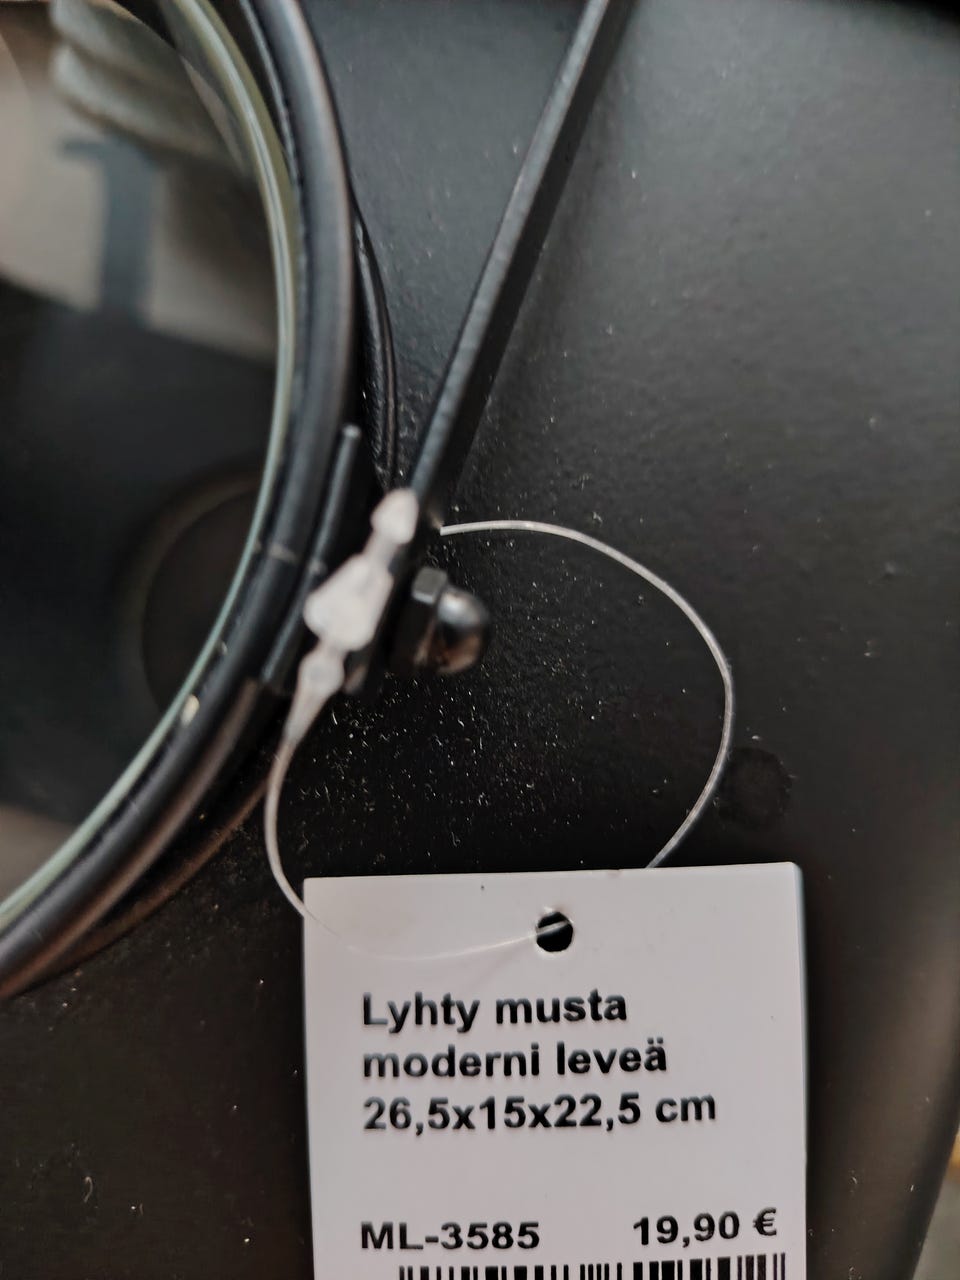 Lyhty musta
moderni leveä
26,5x15x22,5 cm
ML-3585 19,90 €